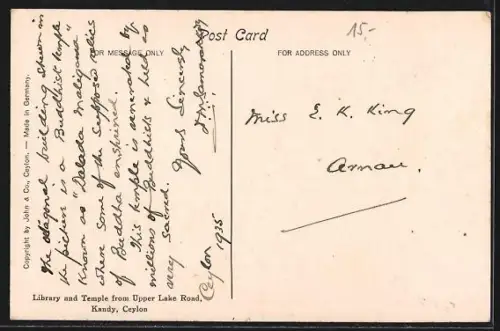 Post Card
15.-
FOR MESSAGE ONLY
FOR ADDRESS ONLY
Copyright by John & Co., Ceylon. — Made in Germany.
The octagonal building shewn in
the picture is a Buddhist temple
known as "Dalada Maligawa"
where some of the supposed relics
of Buddha enshrined.
This temple is venerated by
millions of Buddhists & held as
very sacred.
Yours Sincerely
Ceylon 1935
Miss E. K. King
Arnau.
Library and Temple from Upper Lake Road,
Kandy, Ceylon